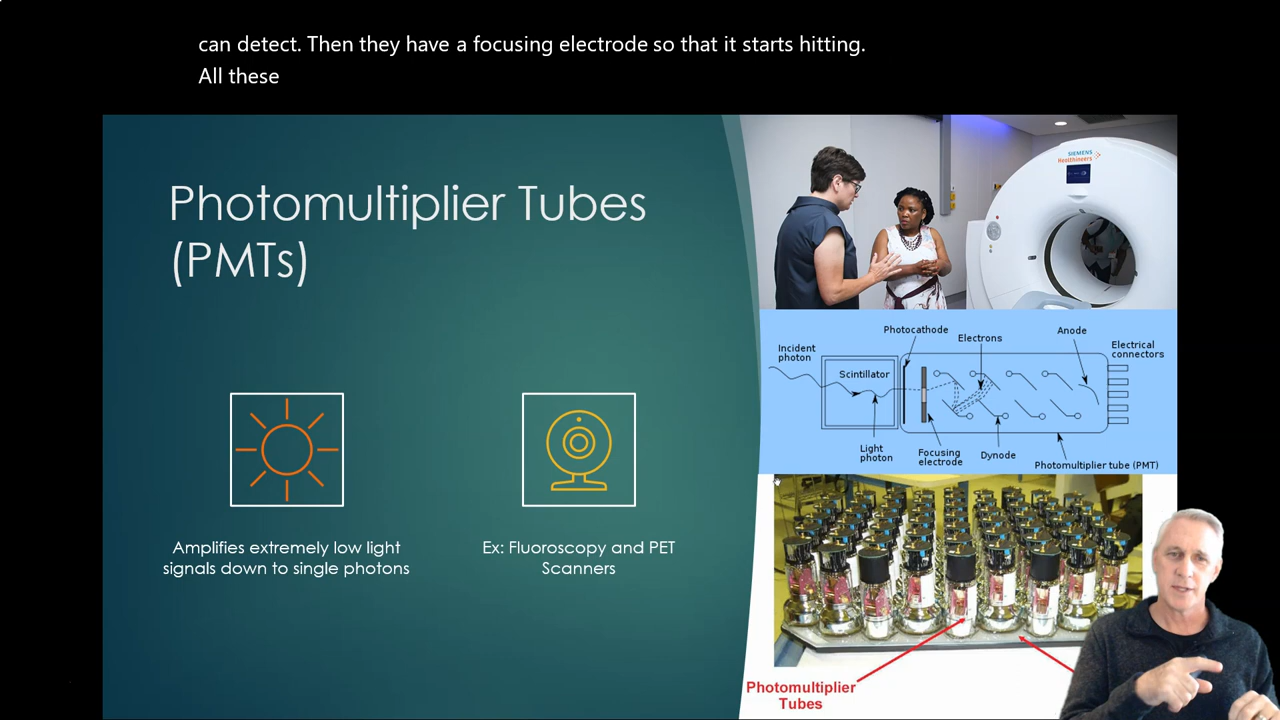 can detect. Then they have a focusing electrode so that it starts hitting.
All these
Photomultiplier Tubes
(PMTs)
Amplifies extremely low light
signals down to single photons
Ex: Fluoroscopy and PET
Scanners
SIEMENS
Healthineers
Photocathode
Electrons
Anode
Incident
photon
Electrical
connectors
Scintillator
Light
photon
Focusing
electrode
Dynode
Photomultiplier tube (PMT)
Photomultiplier
Tubes